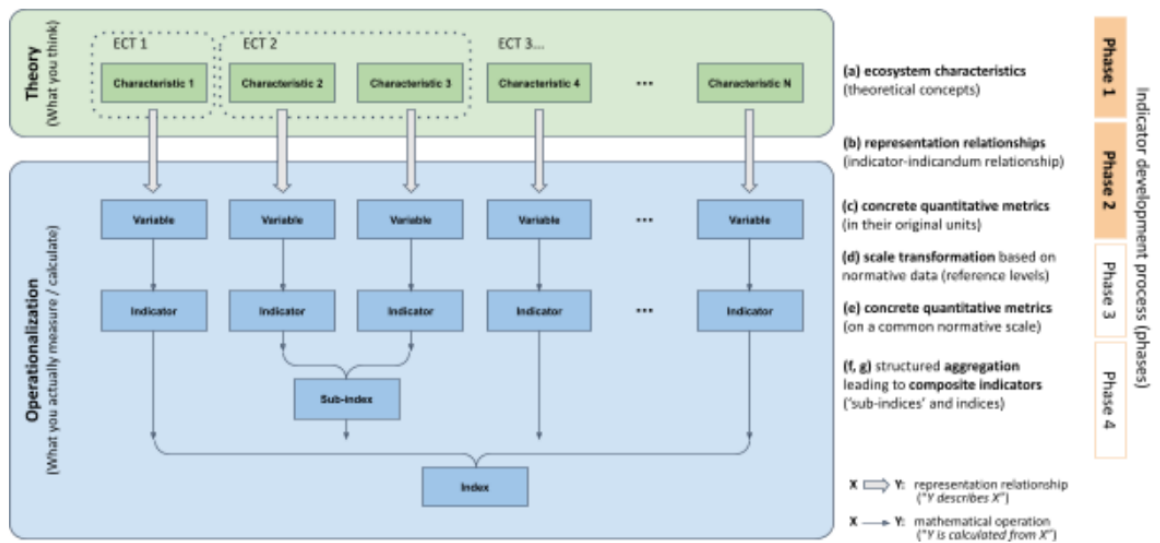 Theory
(What you think)
ECT 1
ECT 2
ECT 3...
Characteristic 1
Characteristic 2
Characteristic 3
Characteristic 4
...
Characteristic N
Operationalization
(What you actually measure / calculate)
Variable
Variable
Variable
Variable
...
Variable
Indicator
Indicator
Indicator
Indicator
...
Indicator
Sub-index
Index
(a) ecosystem characteristics
(theoretical concepts)
(b) representation relationships
(indicator-indicandum relationship)
(c) concrete quantitative metrics
(in their original units)
(d) scale transformation based on
normative data (reference levels)
(e) concrete quantitative metrics
(on a common normative scale)
(f, g) structured aggregation
leading to composite indicators
('sub-indices' and indices)
X Y: representation relationship
("Y describes X")
X Y: mathematical operation
("Y is calculated from X")
Phase 1
Phase 2
Phase 3
Phase 4
Indicator development process (phases)